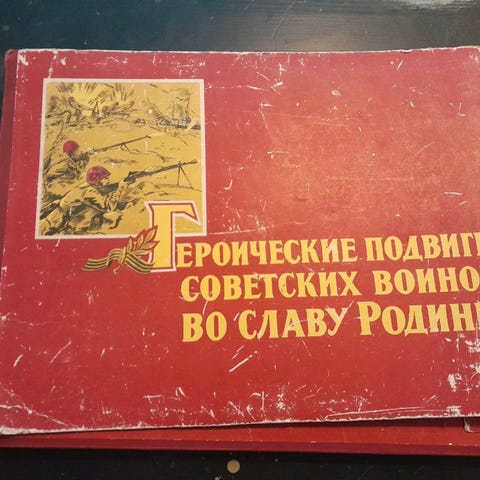 ГЕРОИЧЕСКИЕ ПОДВИГ
СОВЕТСКИХ ВОИНО
ВО СЛАВУ РОДИН